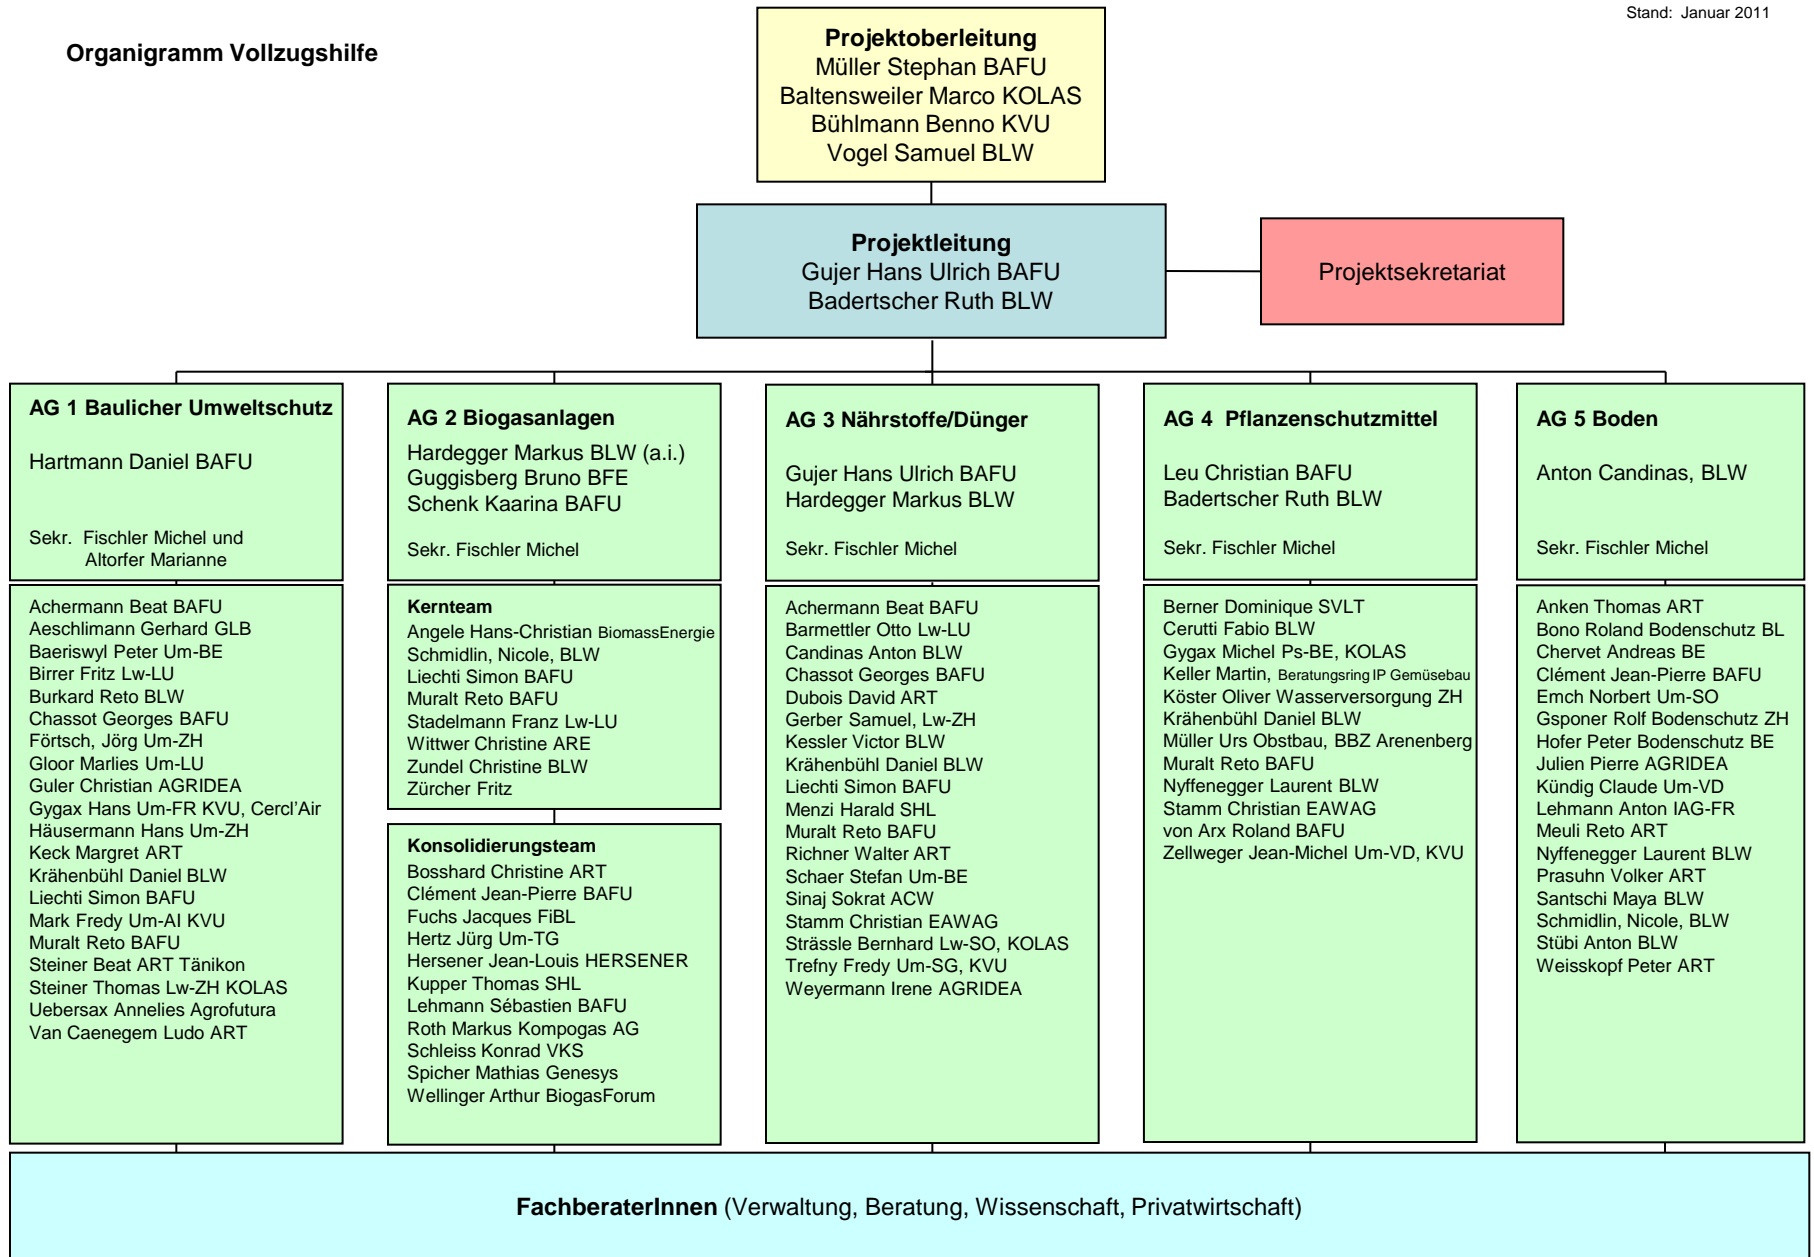 Stand: Januar 2011
Organigramm Vollzugshilfe
Projektoberleitung
Müller Stephan BAFU
Baltensweiler Marco KOLAS
Bühlmann Benno KVU
Vogel Samuel BLW
Projektleitung
Gujer Hans Ulrich BAFU
Badertscher Ruth BLW
Projektsekretariat
AG 1 Baulicher Umweltschutz
Hartmann Daniel BAFU
Sekr. Fischler Michel und
Altorfer Marianne
Achermann Beat BAFU
Aeschlimann Gerhard GLB
Baeriswyl Peter Um-BE
Birrer Fritz Lw-LU
Burkard Reto BLW
Chassot Georges BAFU
Förtsch, Jörg Um-ZH
Gloor Marlies Um-LU
Guler Christian AGRIDEA
Gygax Hans Um-FR KVU, Cercl'Air
Häusermann Hans Um-ZH
Keck Margret ART
Krähenbühl Daniel BLW
Liechti Simon BAFU
Mark Fredy Um-AI KVU
Muralt Reto BAFU
Steiner Beat ART Tänikon
Steiner Thomas Lw-ZH KOLAS
Uebersax Annelies Agrofutura
Van Caenegem Ludo ART
AG 2 Biogasanlagen
Hardegger Markus BLW (a.i.)
Guggisberg Bruno BFE
Schenk Kaarina BAFU
Sekr. Fischler Michel
Kernteam
Angele Hans-Christian BiomassEnergie
Schmidlin, Nicole, BLW
Liechti Simon BAFU
Muralt Reto BAFU
Stadelmann Franz Lw-LU
Wittwer Christine ARE
Zundel Christine BLW
Zürcher Fritz
Konsolidierungsteam
Bosshard Christine ART
Clément Jean-Pierre BAFU
Fuchs Jacques FiBL
Hertz Jürg Um-TG
Hersener Jean-Louis HERSENER
Kupper Thomas SHL
Lehmann Sébastien BAFU
Roth Markus Kompogas AG
Schleiss Konrad VKS
Spicher Mathias Genesys
Wellinger Arthur BiogasForum
AG 3 Nährstoffe/Dünger
Gujer Hans Ulrich BAFU
Hardegger Markus BLW
Sekr. Fischler Michel
Achermann Beat BAFU
Barmettler Otto Lw-LU
Candinas Anton BLW
Chassot Georges BAFU
Dubois David ART
Gerber Samuel, Lw-ZH
Kessler Victor BLW
Krähenbühl Daniel BLW
Liechti Simon BAFU
Menzi Harald SHL
Muralt Reto BAFU
Richner Walter ART
Schaer Stefan Um-BE
Sinaj Sokrat ACW
Stamm Christian EAWAG
Strässle Bernhard Lw-SO, KOLAS
Trefny Fredy Um-SG, KVU
Weyermann Irene AGRIDEA
AG 4 Pflanzenschutzmittel
Leu Christian BAFU
Badertscher Ruth BLW
Sekr. Fischler Michel
Berner Dominique SVLT
Cerutti Fabio BLW
Gygax Michel Ps-BE, KOLAS
Keller Martin, Beratungsring IP Gemüsebau
Köster Oliver Wasserversorgung ZH
Krähenbühl Daniel BLW
Müller Urs Obstbau, BBZ Arenenberg
Muralt Reto BAFU
Nyffenegger Laurent BLW
Stamm Christian EAWAG
von Arx Roland BAFU
Zellweger Jean-Michel Um-VD, KVU
AG 5 Boden
Anton Candinas, BLW
Sekr. Fischler Michel
Anken Thomas ART
Bono Roland Bodenschutz BL
Chervet Andreas BE
Clément Jean-Pierre BAFU
Emch Norbert Um-SO
Gsponer Rolf Bodenschutz ZH
Hofer Peter Bodenschutz BE
Julien Pierre AGRIDEA
Kündig Claude Um-VD
Lehmann Anton IAG-FR
Meuli Reto ART
Nyffenegger Laurent BLW
Prasuhn Volker ART
Santschi Maya BLW
Schmidlin, Nicole, BLW
Stübi Anton BLW
Weisskopf Peter ART
FachberaterInnen (Verwaltung, Beratung, Wissenschaft, Privatwirtschaft)